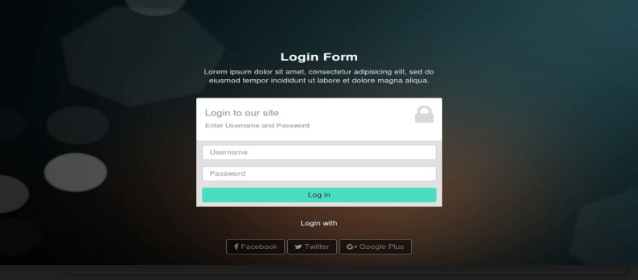 Login Form
Lorem ipsum dolor sit amet, consectetur adipisicing elit, sed do
eiusmod tempor incididunt ut labore et dolore magna aliqua.
Login to our site
Enter Username and Password
Username
Password
Log in
Login with
Facebook
Twitter
G+ Google Plus